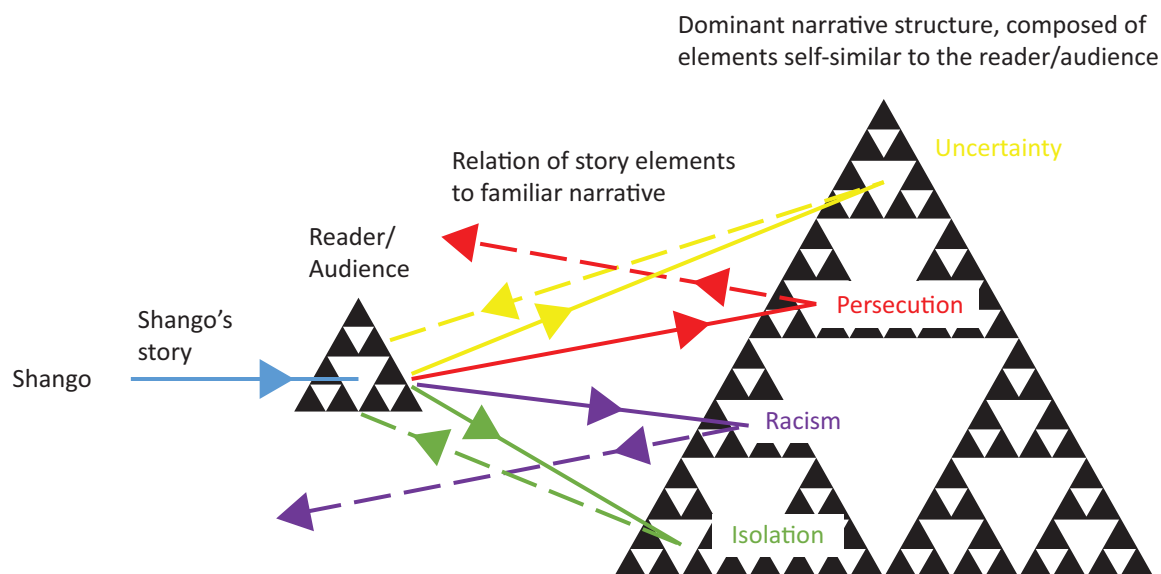 Dominant narrative structure, composed of
elements self-similar to the reader/audience
Uncertainty
Relation of story elements
to familiar narrative
Reader/
Audience
Persecution
Shango's
story
Shango
Racism
Isolation